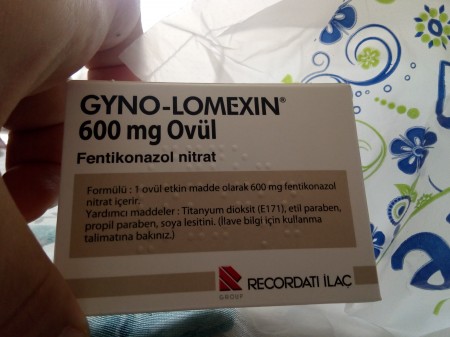 GYNO-LOMEXIN®
600 mg Ovül
Fentikonazol nitrat
Formülü : 1 ovül etkin madde olarak 600 mg fentikonazol
nitrat içerir.
Yardımcı maddeler : Titanyum dioksit (E171), etil paraben,
propil paraben, soya lesitini. (İlave bilgi için kullanma
talimatına bakınız.)
RECORDATI İLAÇ
GROUP